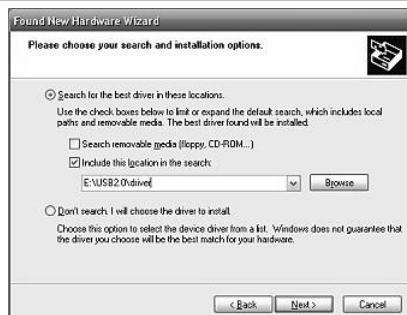 Found New Hardware Wizard
Please choose your search and installation options.
Search for the best driver in these locations.
Use the check boxes below to limit or expand the default search, which includes local
paths and removable media. The best driver found will be installed.
Search removable media (floppy, CD-ROM...)
Include this location in the search:
E:\USB2.0\driver
Browse
Don't search. I will choose the driver to install.
Choose this option to select the device driver from a list. Windows does not guarantee that
the driver you choose will be the best match for your hardware.
< Back
Next >
Cancel